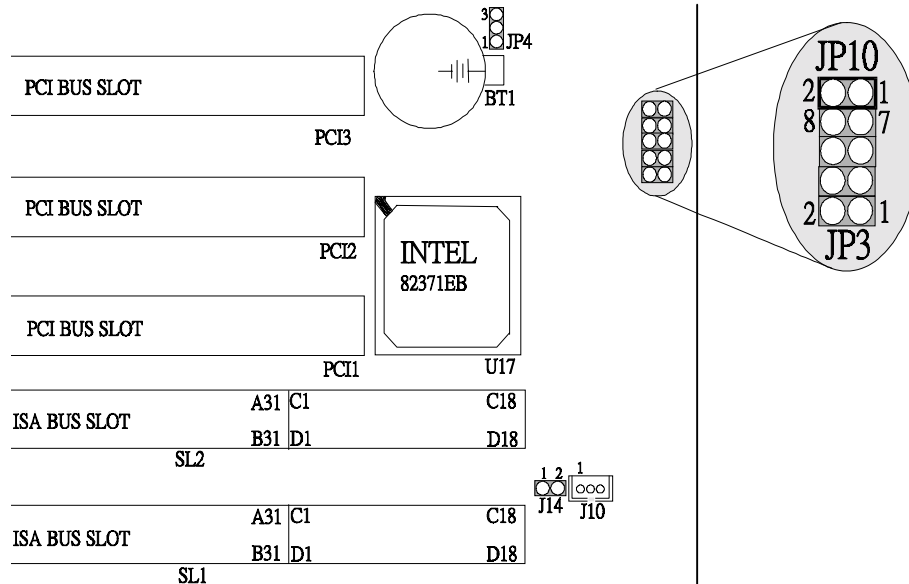 3
1 JP4
JP10
PCI BUS SLOT
BT1
2 1
8 7
PCI3
PCI BUS SLOT
2 1
JP3
PCI2
INTEL
82371EB
PCI BUS SLOT
PCI1
U17
A31 C1 C18
ISA BUS SLOT
B31 D1 D18
SL2
1 2 1
J14 J10
A31 C1 C18
ISA BUS SLOT
B31 D1 D18
SL1